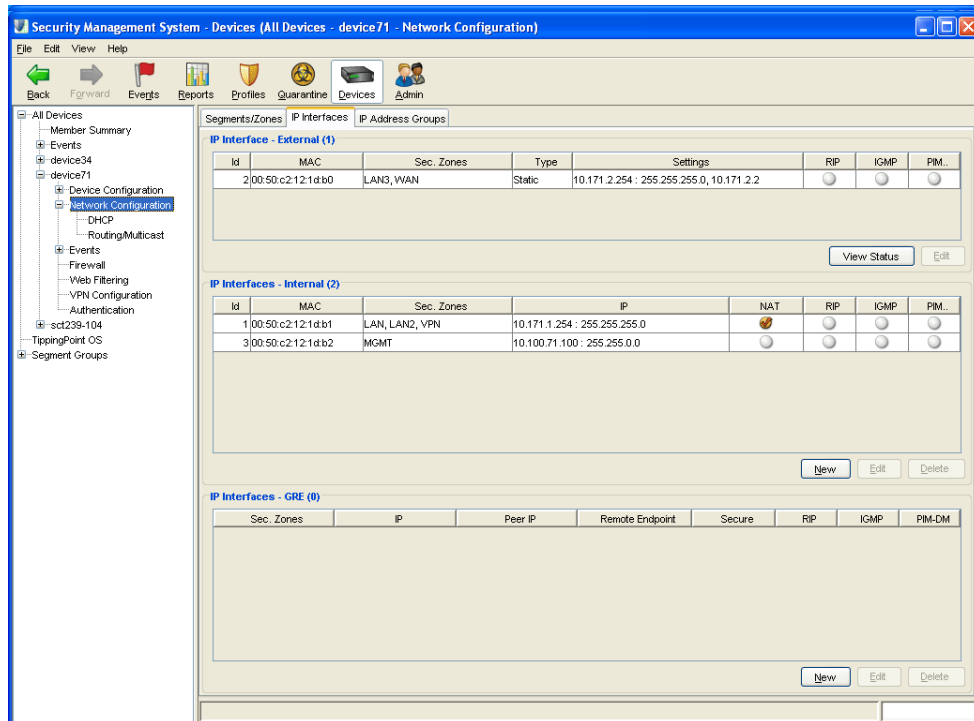 Security Management System - Devices (All Devices - device71 - Network Configuration)
File Edit View Help
Back Forward Events Reports Profiles Quarantine Devices Admin
All Devices
Member Summary
Events
device34
device71
Device Configuration
Network Configuration
DHCP
Routing/Multicast
Events
Firewall
Web Filtering
VPN Configuration
Authentication
sct239-104
TippingPoint OS
Segment Groups
Segments/Zones IP Interfaces IP Address Groups
IP Interface - External (1)
Id MAC Sec. Zones Type Settings RIP IGMP PIM..
2 00:50:c2:12:1d:b0 LAN3, WAN Static 10.171.2.254 : 255.255.255.0, 10.171.2.2
View Status Edit
IP Interfaces - Internal (2)
Id MAC Sec. Zones IP NAT RIP IGMP PIM..
1 00:50:c2:12:1d:b1 LAN, LAN2, VPN 10.171.1.254 : 255.255.255.0
3 00:50:c2:12:1d:b2 MGMT 10.100.71.100 : 255.255.0.0
New Edit Delete
IP Interfaces - GRE (0)
Sec. Zones IP Peer IP Remote Endpoint Secure RIP IGMP PIM-DM
New Edit Delete